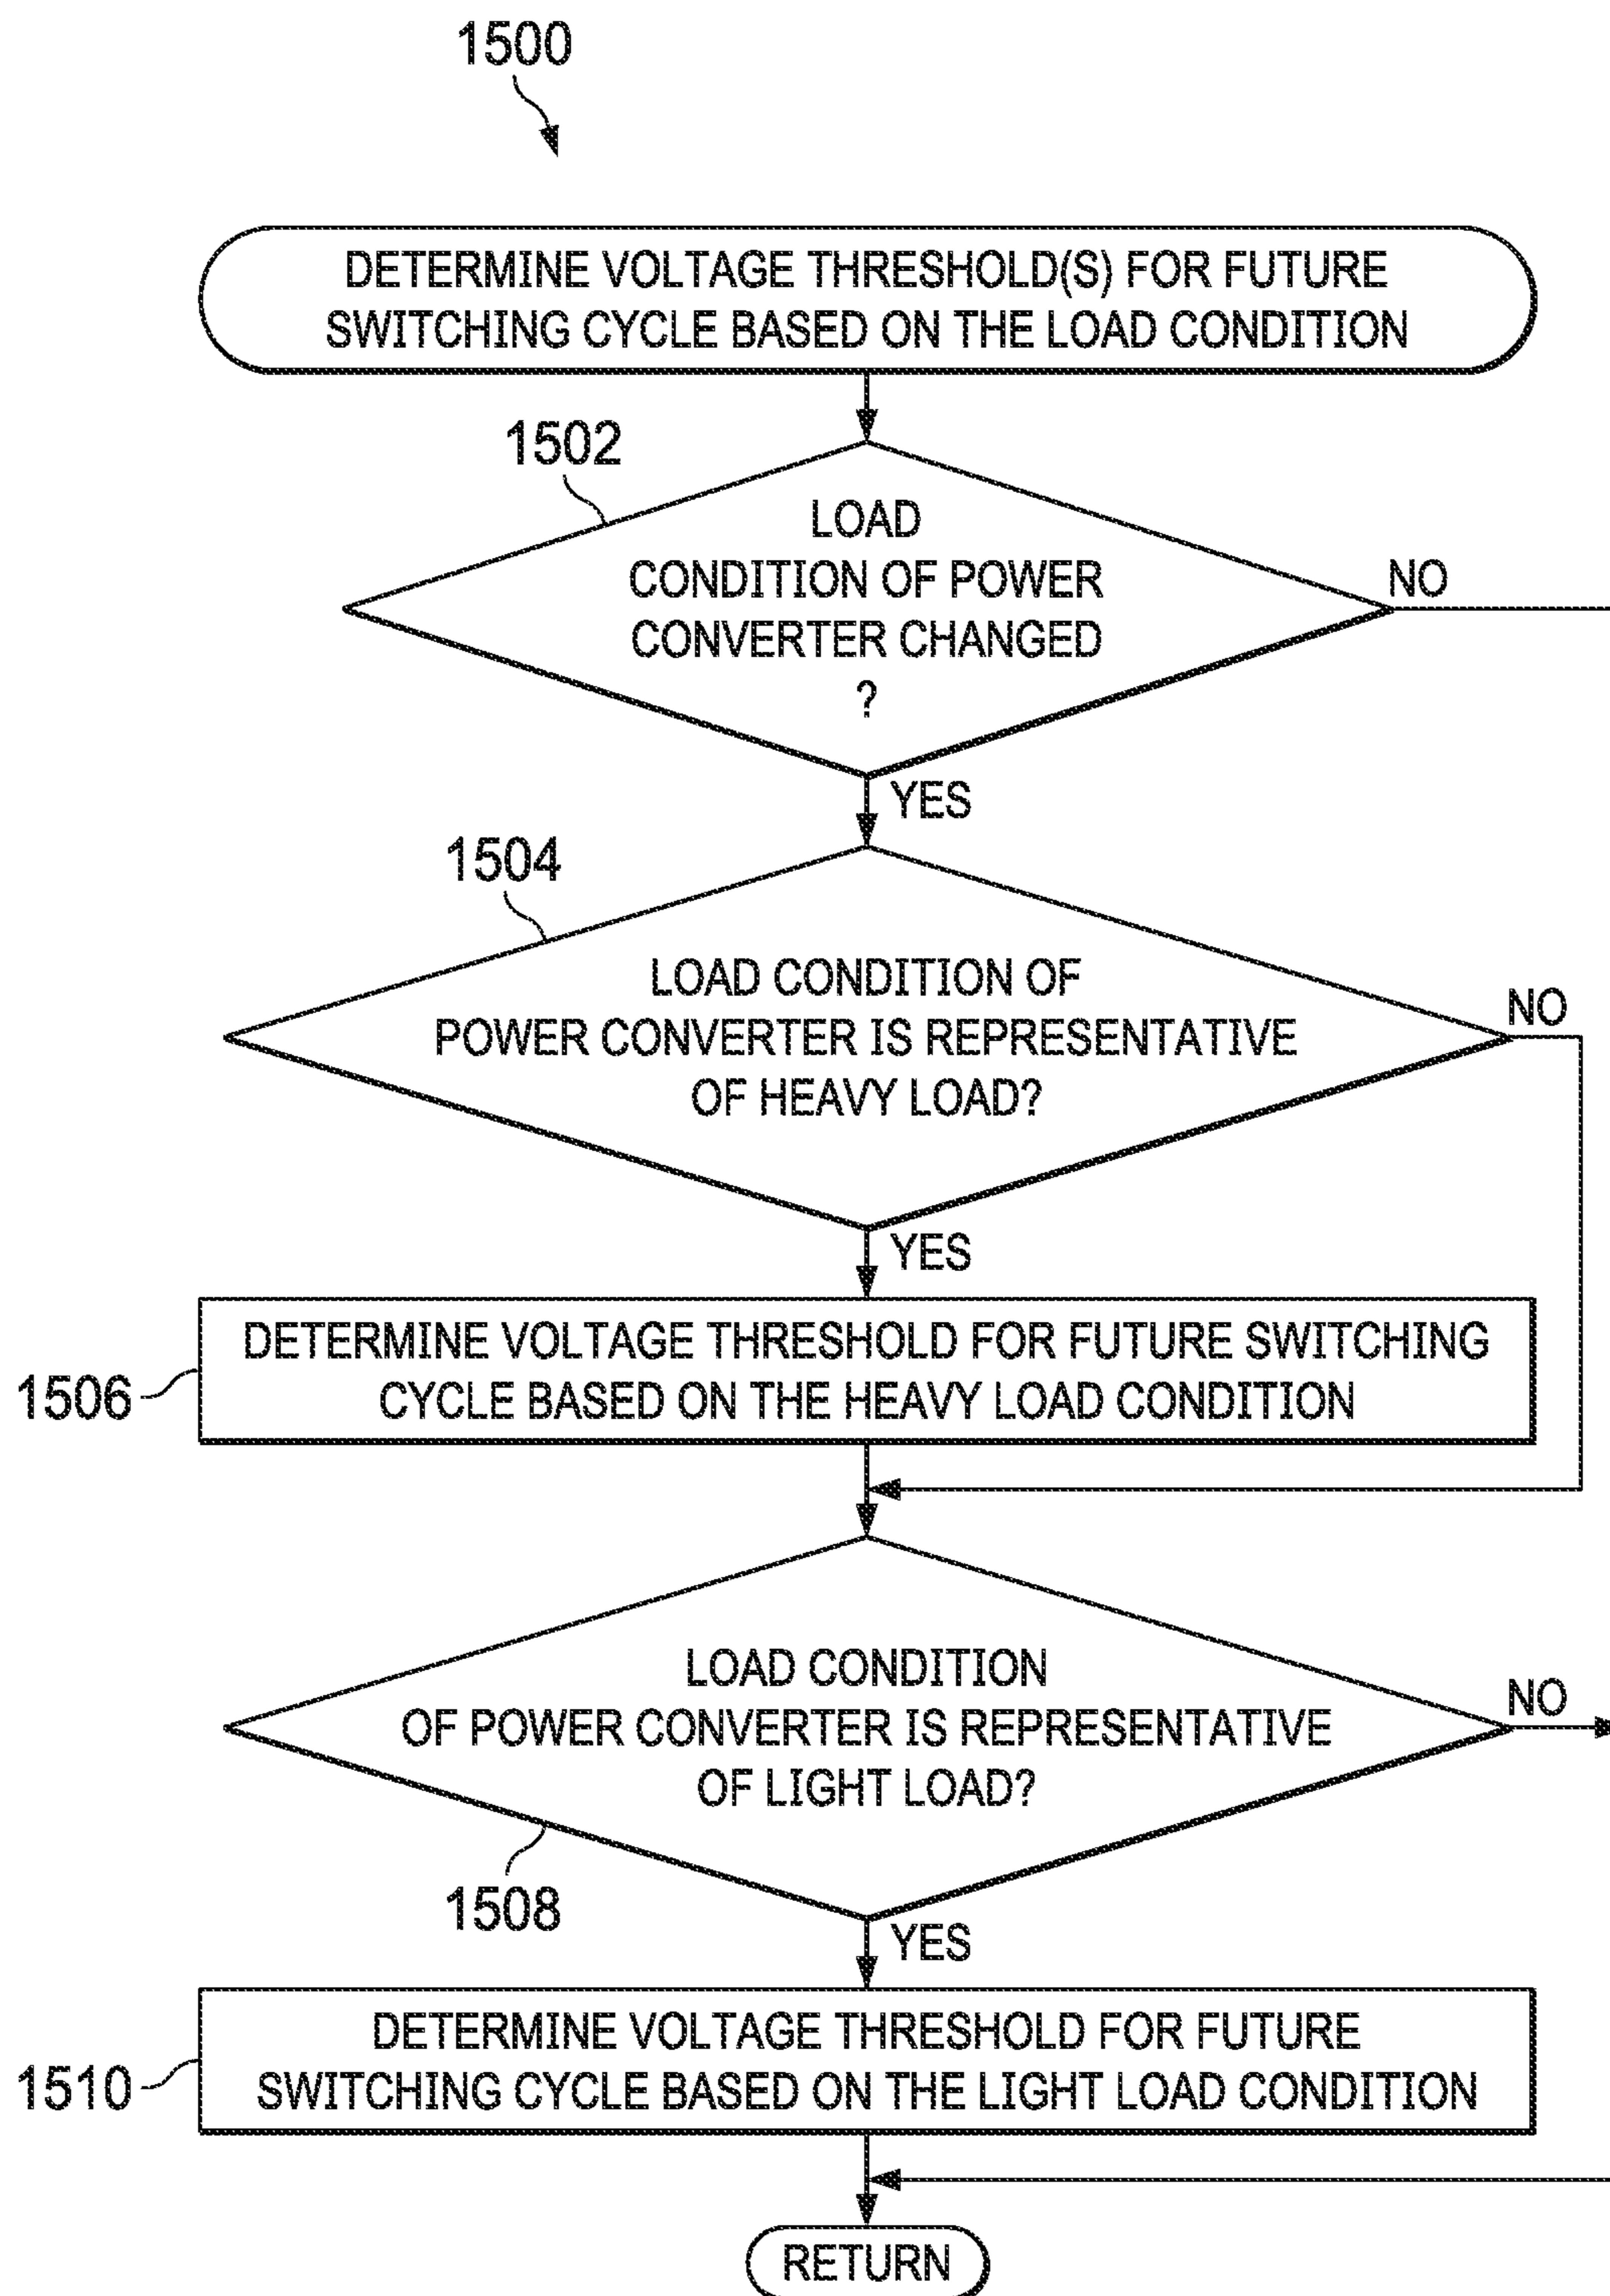 1500
DETERMINE VOLTAGE THRESHOLD(S) FOR FUTURE
SWITCHING CYCLE BASED ON THE LOAD CONDITION
1502
LOAD
CONDITION OF POWER
CONVERTER CHANGED
?
NO
YES
1504
LOAD CONDITION OF
POWER CONVERTER IS REPRESENTATIVE
OF HEAVY LOAD?
NO
YES
1506
DETERMINE VOLTAGE THRESHOLD FOR FUTURE SWITCHING
CYCLE BASED ON THE HEAVY LOAD CONDITION
LOAD CONDITION
OF POWER CONVERTER IS REPRESENTATIVE
OF LIGHT LOAD?
NO
1508
YES
1510
DETERMINE VOLTAGE THRESHOLD FOR FUTURE
SWITCHING CYCLE BASED ON THE LIGHT LOAD CONDITION
RETURN